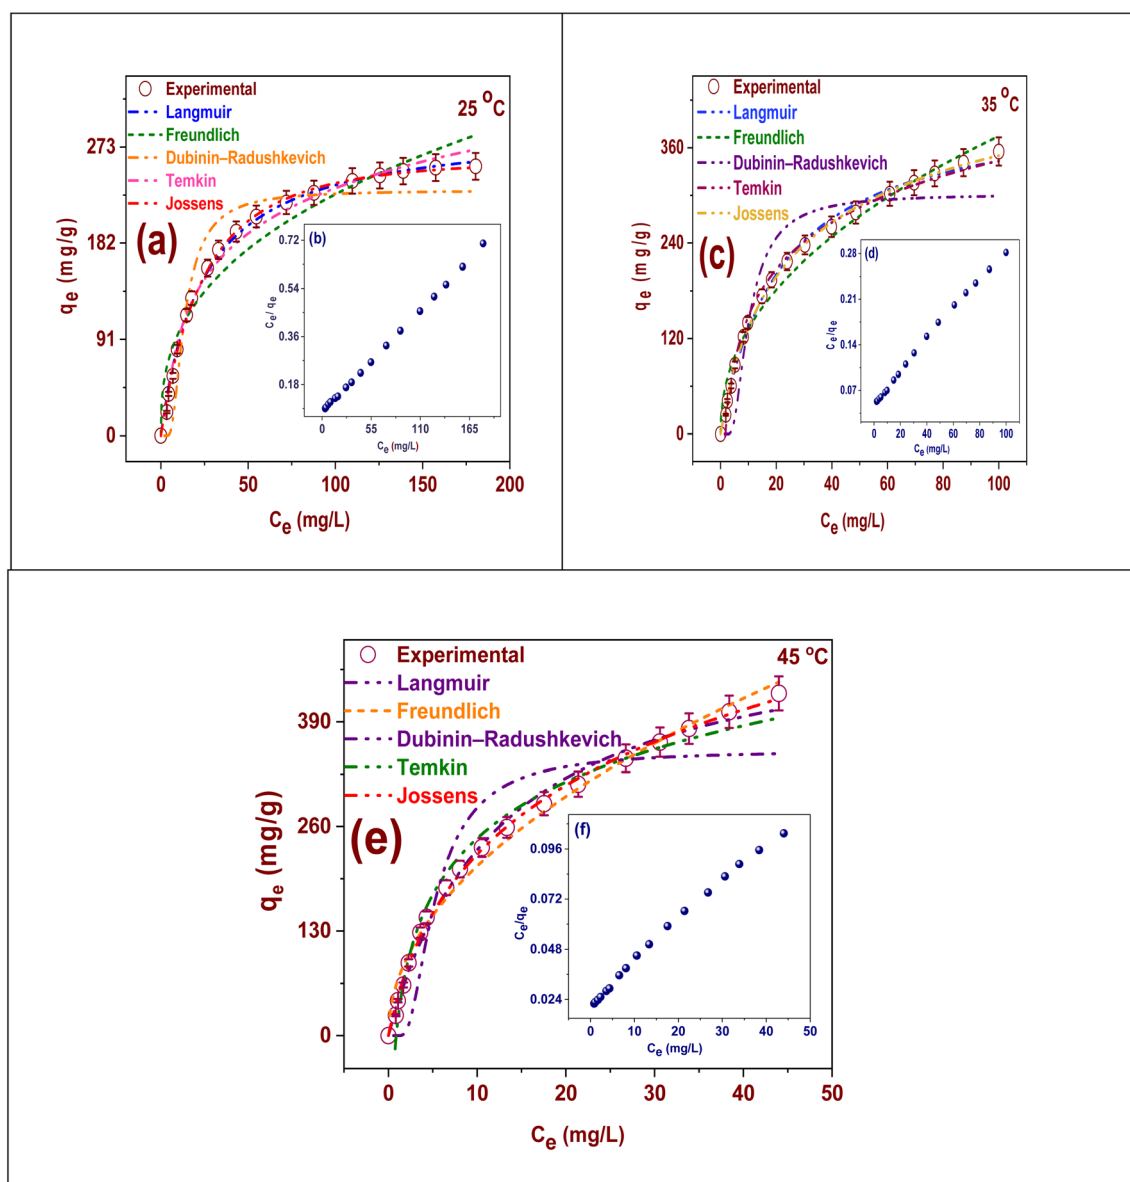 Experimental
25 °C
Langmuir
Freundlich
273
Dubinin–Radushkevich
Temkin
Jossens
(a)
182
91
0
qe (mg/g)
0 50 100 150 200
Ce (mg/L)
(b)
0.72
0.54
0.36
0.18
Ce/ qe
0 55 110 165
Ce (mg/L)
Experimental
35 °C
Langmuir
Freundlich
360
Dubinin–Radushkevich
Temkin
Jossens
(c)
240
120
0
qe (mg/g)
0 20 40 60 80 100
Ce (mg/L)
(d)
0.28
0.21
0.14
0.07
Ce/qe
0 20 40 60 80 100
Ce (mg/L)
Experimental
45 °C
Langmuir
Freundlich
390
Dubinin–Radushkevich
Temkin
Jossens
(e)
260
130
0
qe (mg/g)
0 10 20 30 40 50
Ce (mg/L)
(f)
0.096
0.072
0.048
0.024
Ce/qe
0 10 20 30 40 50
Ce (mg/L)